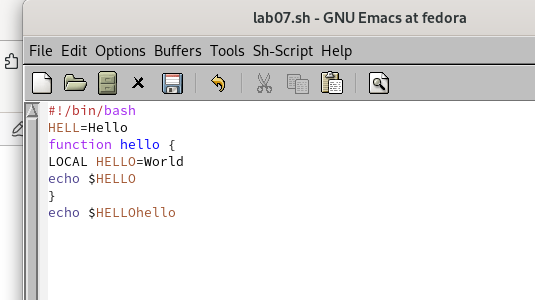 lab07.sh - GNU Emacs at fedora
File Edit Options Buffers Tools Sh-Script Help
#!/bin/bash
HELL=Hello
function hello {
LOCAL HELLO=World
echo $HELLO
}
echo $HELLOhello